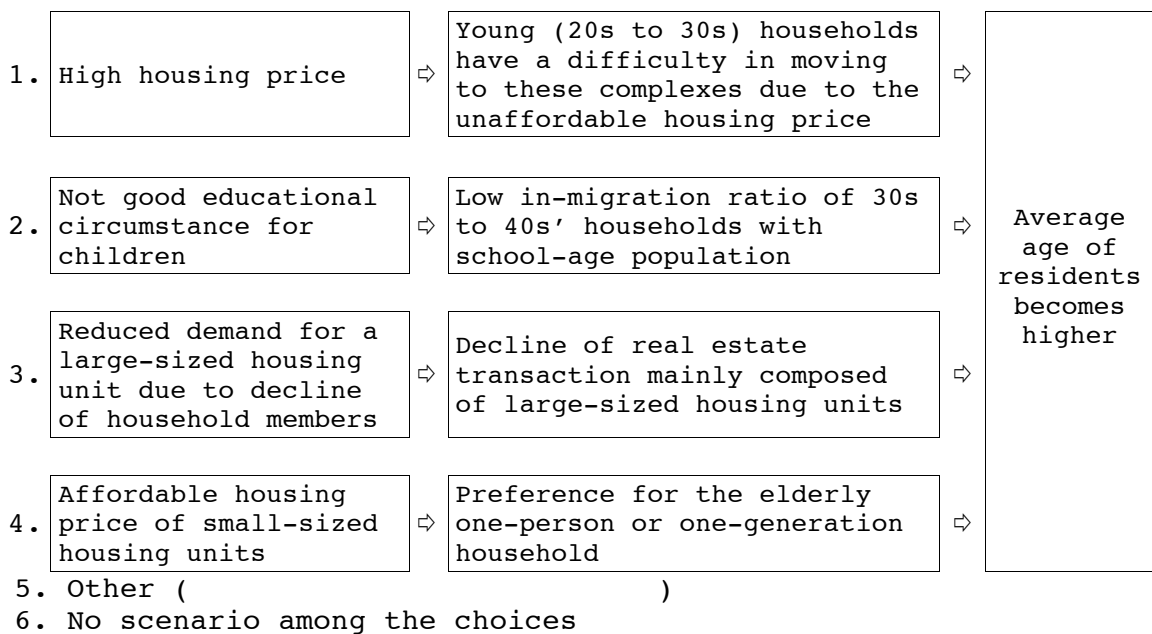 1. High housing price ⇨ Young (20s to 30s) households
have a difficulty in moving
to these complexes due to the
unaffordable housing price ⇨
2. Not good educational
circumstance for
children ⇨ Low in-migration ratio of 30s
to 40s’ households with
school-age population ⇨
3. Reduced demand for a
large-sized housing
unit due to decline
of household members ⇨ Decline of real estate
transaction mainly composed
of large-sized housing units ⇨
4. Affordable housing
price of small-sized
housing units ⇨ Preference for the elderly
one-person or one-generation
household ⇨
Average
age of
residents
becomes
higher
5. Other ( )
6. No scenario among the choices